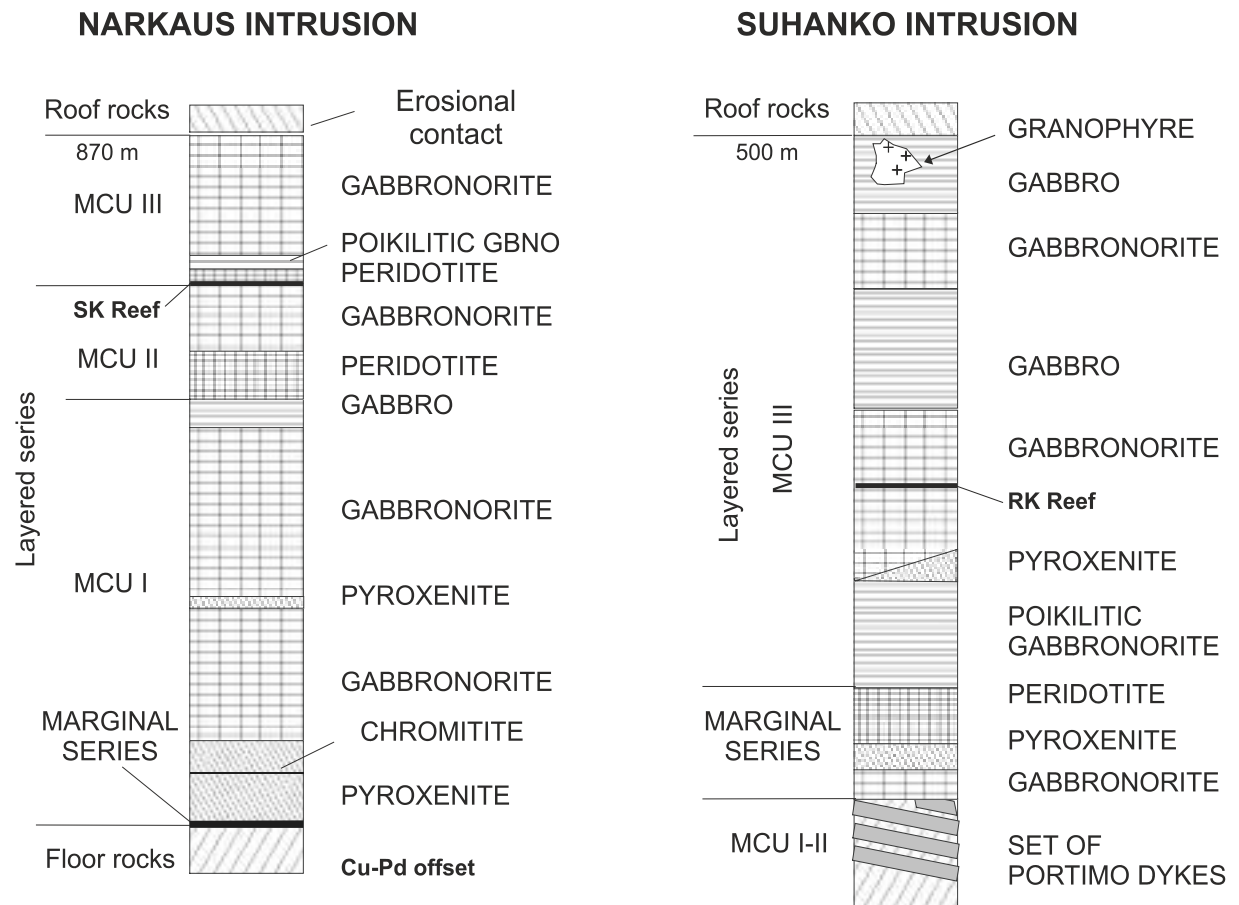 NARKAUS INTRUSION
Roof rocks
Erosional
contact
870 m
MCU III
GABBRONORITE
POIKILITIC GBNO
PERIDOTITE
SK Reef
GABBRONORITE
MCU II
PERIDOTITE
GABBRO
Layered series
GABBRONORITE
MCU I
PYROXENITE
GABBRONORITE
MARGINAL
SERIES
CHROMITITE
PYROXENITE
Floor rocks
Cu-Pd offset
SUHANKO INTRUSION
Roof rocks
GRANOPHYRE
500 m
GABBRO
GABBRONORITE
GABBRO
Layered series
MCU III
GABBRONORITE
RK Reef
PYROXENITE
POIKILITIC
GABBRONORITE
PERIDOTITE
MARGINAL
SERIES
PYROXENITE
GABBRONORITE
MCU I-II
SET OF
PORTIMO DYKES